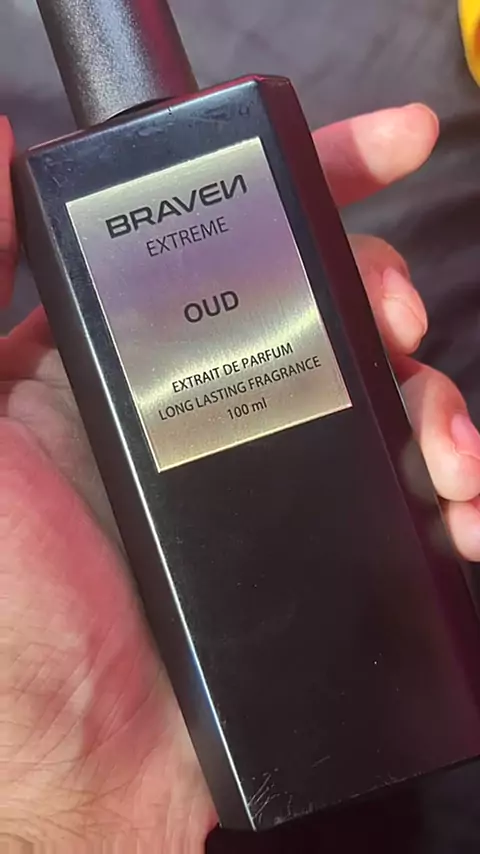 BRAVEN
EXTREME
OUD
EXTRAIT DE PARFUM
LONG LASTING FRAGRANCE
100 ml